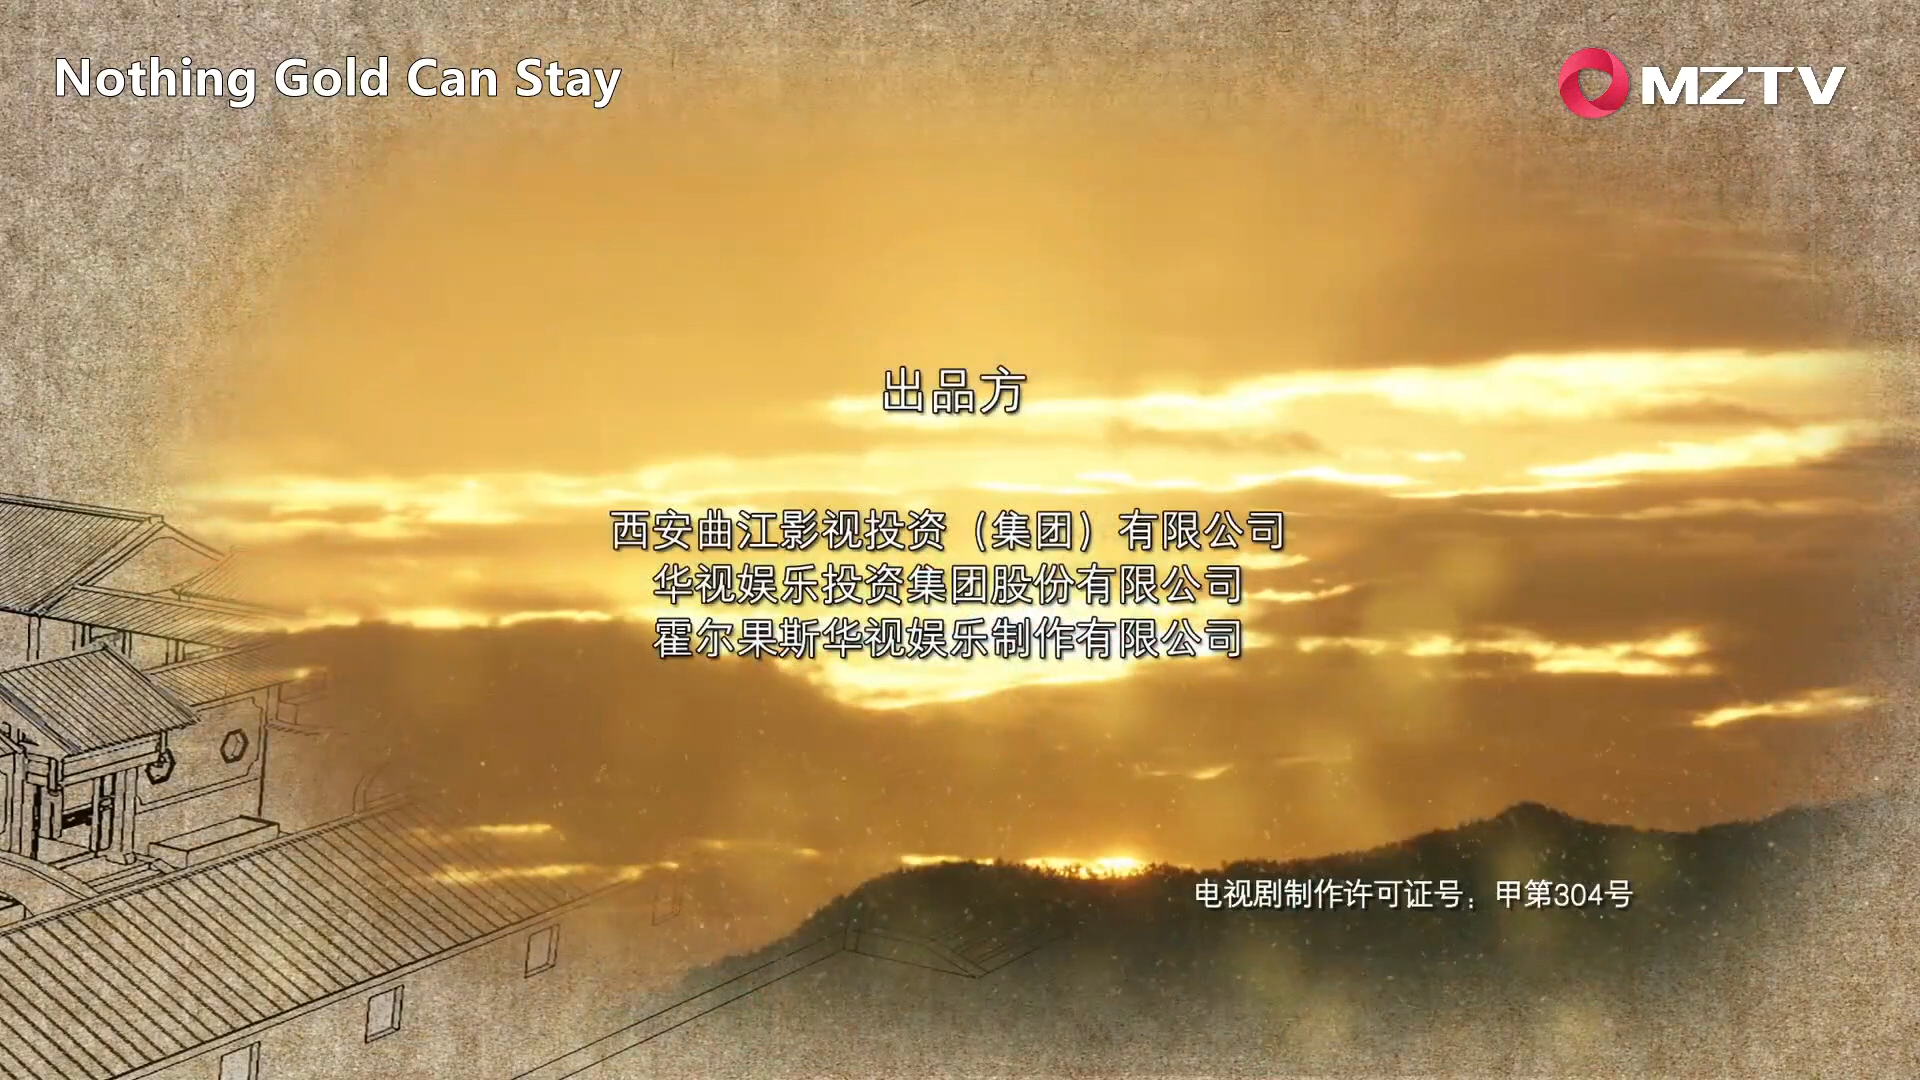 Nothing Gold Can Stay
MZTV
出品方
西安曲江影视投资（集团）有限公司
华视娱乐投资集团股份有限公司
霍尔果斯华视娱乐制作有限公司
电视剧制作许可证号：甲第304号